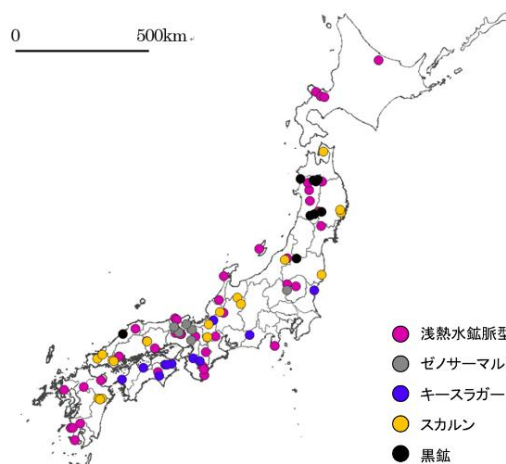 0 500km
浅熱水鉱脈型
ゼノサーマル
キースラガー
スカルン
黒鉱